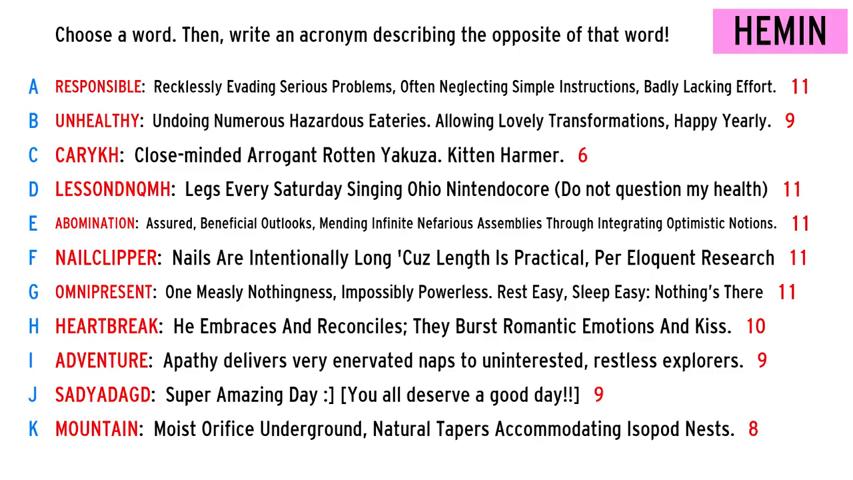 Choose a word. Then, write an acronym describing the opposite of that word!
HEMIN
A RESPONSIBLE: Recklessly Evading Serious Problems, Often Neglecting Simple Instructions, Badly Lacking Effort. 11
B UNHEALTHY: Undoing Numerous Hazardous Eateries. Allowing Lovely Transformations, Happy Yearly. 9
C CARYKH: Close-minded Arrogant Rotten Yakuza. Kitten Harmer. 6
D LESSONDNQMH: Legs Every Saturday Singing Ohio Nintendocore (Do not question my health) 11
E ABOMINATION: Assured, Beneficial Outlooks, Mending Infinite Nefarious Assemblies Through Integrating Optimistic Notions. 11
F NAILCLIPPER: Nails Are Intentionally Long 'Cuz Length Is Practical, Per Eloquent Research 11
G OMNIPRESENT: One Measly Nothingness, Impossibly Powerless. Rest Easy, Sleep Easy: Nothing's There 11
H HEARTBREAK: He Embraces And Reconciles; They Burst Romantic Emotions And Kiss. 10
I ADVENTURE: Apathy delivers very enervated naps to uninterested, restless explorers. 9
J SADYADAGD: Super Amazing Day :] [You all deserve a good day!!] 9
K MOUNTAIN: Moist Orifice Underground, Natural Tapers Accommodating Isopod Nests. 8